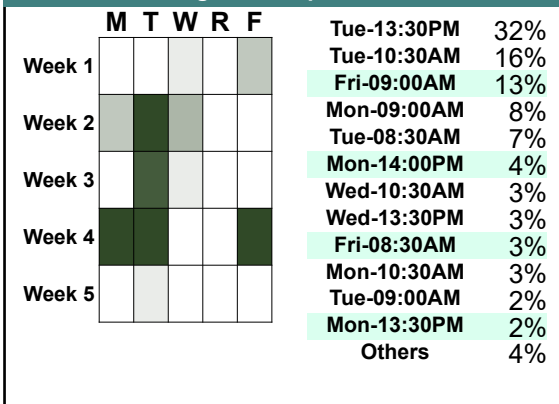 M T W R F
Week 1
Week 2
Week 3
Week 4
Week 5
Tue-13:30PM 32%
Tue-10:30AM 16%
Fri-09:00AM 13%
Mon-09:00AM 8%
Tue-08:30AM 7%
Mon-14:00PM 4%
Wed-10:30AM 3%
Wed-13:30PM 3%
Fri-08:30AM 3%
Mon-10:30AM 3%
Tue-09:00AM 2%
Mon-13:30PM 2%
Others 4%